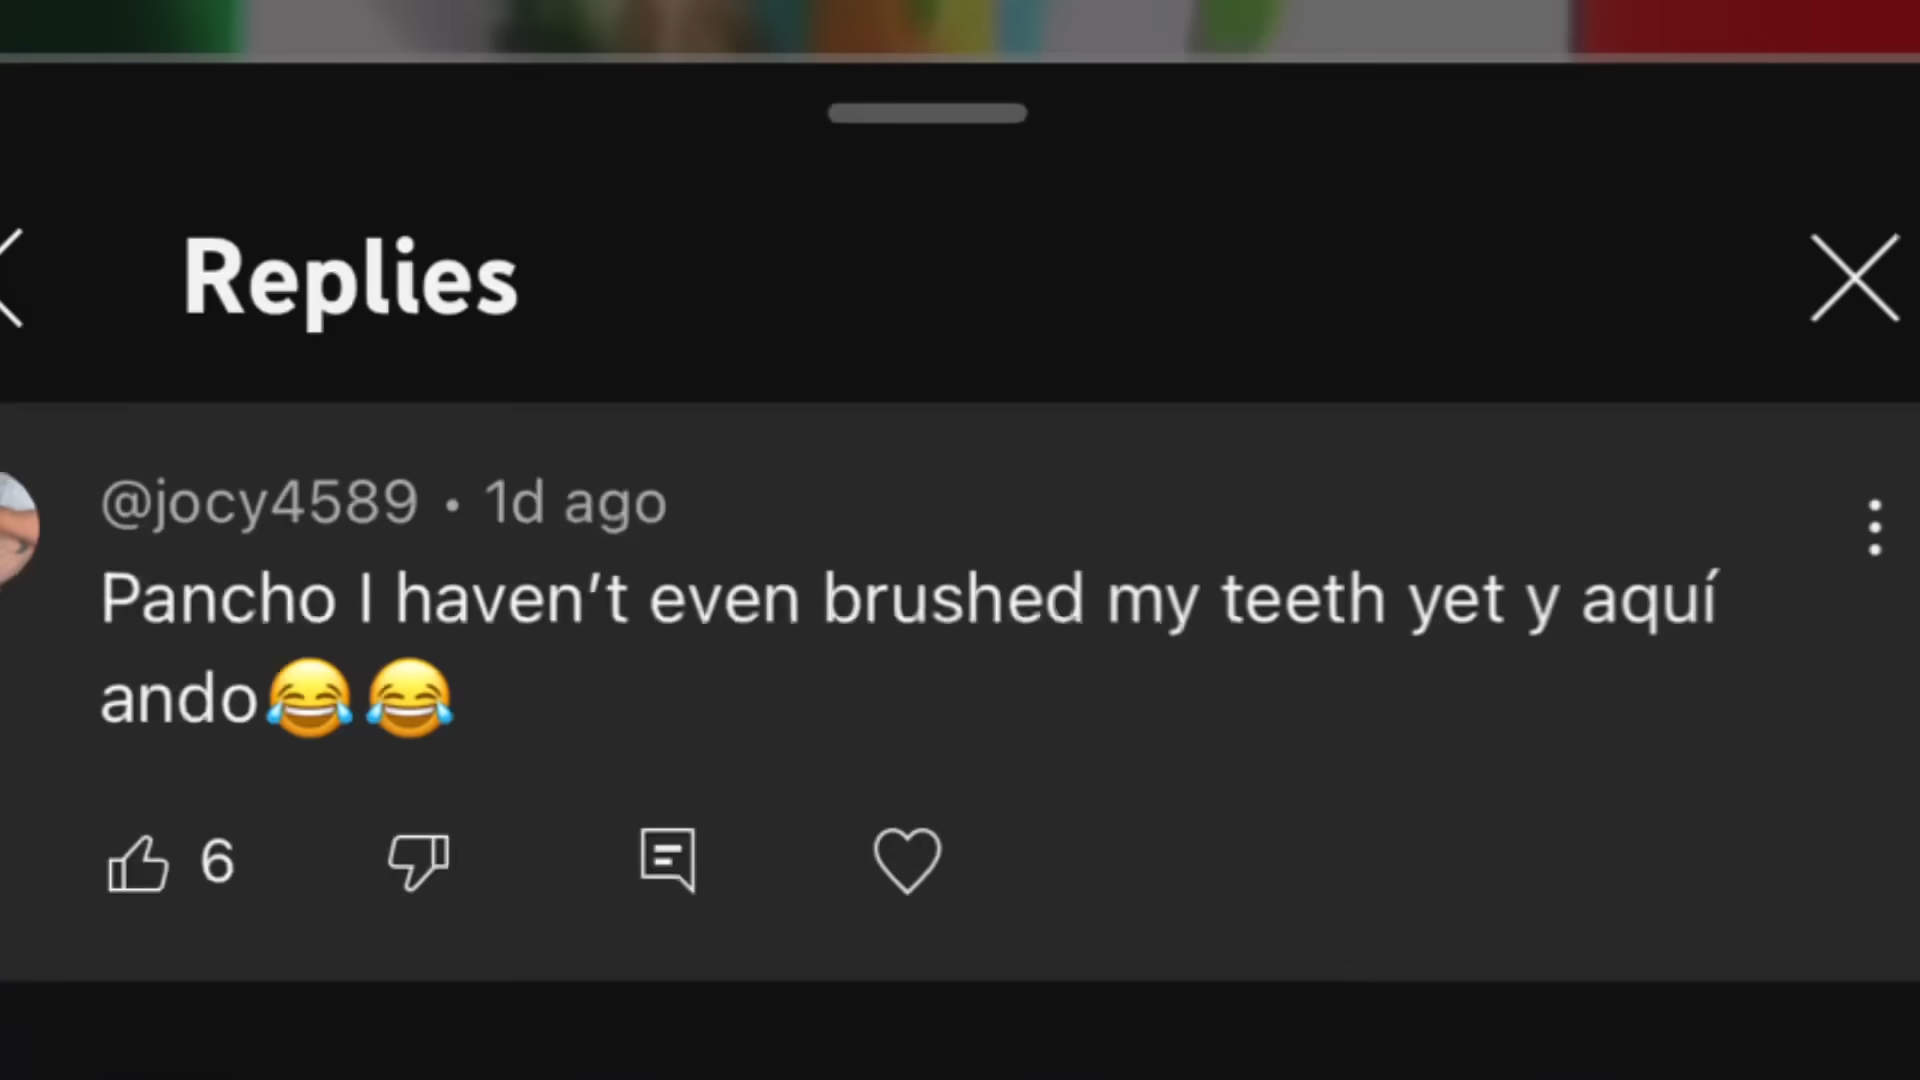 Replies
@jocy4589 • 1d ago
Pancho I haven’t even brushed my teeth yet y aquí
ando😂😂
6